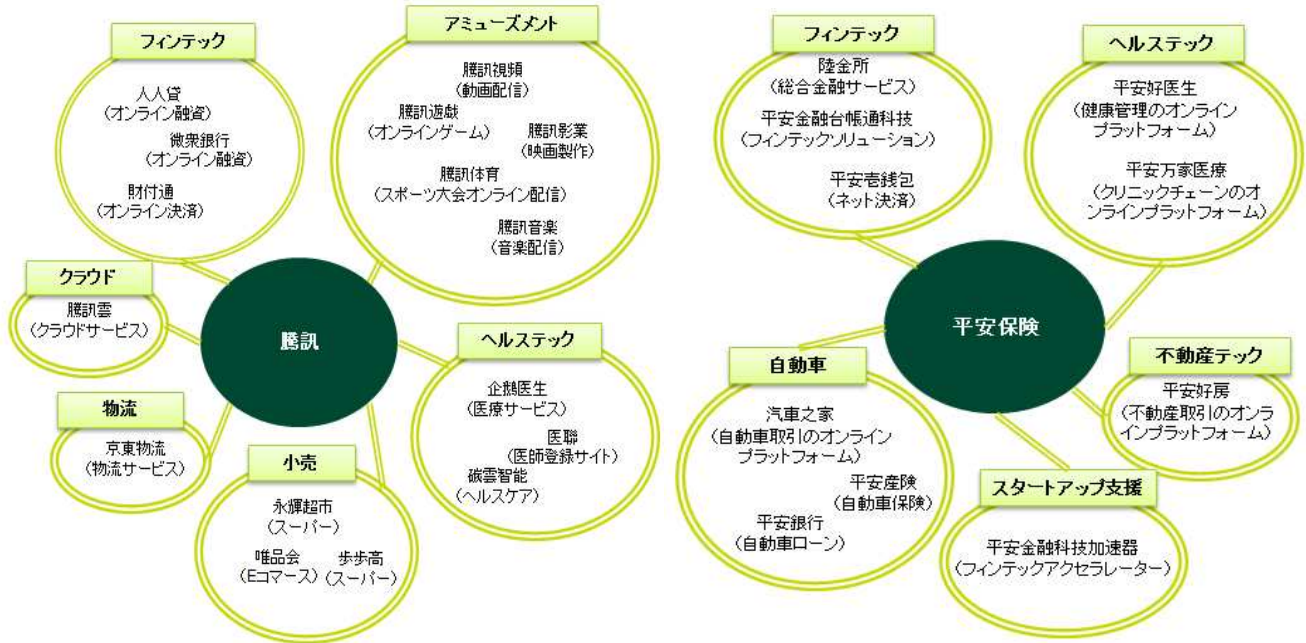 フィンテック
人人貸
(オンライン融資)
微衆銀行
(オンライン融資)
財付通
(オンライン決済)
アミューズメント
騰訊視頻
(動画配信)
騰訊遊戯
(オンラインゲーム)
騰訊影業
(映画製作)
騰訊体育
(スポーツ大会オンライン配信)
騰訊音楽
(音楽配信)
クラウド
騰訊雲
(クラウドサービス)
騰訊
物流
京東物流
(物流サービス)
小売
永輝超市
(スーパー)
唯品会
(Eコマース)
歩歩高
(スーパー)
ヘルステック
企鵝医生
(医療サービス)
医聯
(医師登録サイト)
碳雲智能
(ヘルスケア)
フィンテック
陸金所
(総合金融サービス)
平安金融台帳通科技
(フィンテックソリューション)
平安壱銭包
(ネット決済)
ヘルステック
平安好医生
(健康管理のオンライン
プラットフォーム)
平安万家医療
(クリニックチェーンのオ
ンラインプラットフォーム)
平安保険
自動車
汽車之家
(自動車取引のオンライン
プラットフォーム)
平安産険
(自動車保険)
平安銀行
(自動車ローン)
不動産テック
平安好房
(不動産取引のオンラ
インプラットフォーム)
スタートアップ支援
平安金融科技加速器
(フィンテックアクセラレーター)